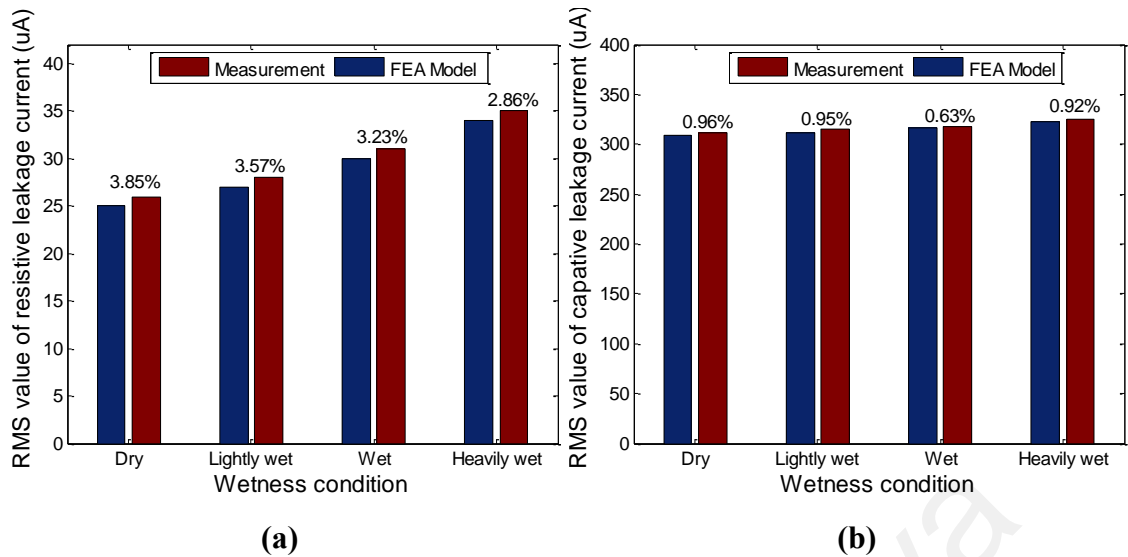 RMS value of resistive leakage current (uA)
40
35
30
25
20
15
10
5
0
Measurement FEA Model
3.85%
3.57%
3.23%
2.86%
Dry Lightly wet Wet Heavily wet
Wetness condition
(a)
RMS value of capative leakage current (uA)
400
350
300
250
200
150
100
50
0
Measurement FEA Model
0.96%
0.95%
0.63%
0.92%
Dry Lightly wet Wet Heavily wet
Wetness condition
(b)